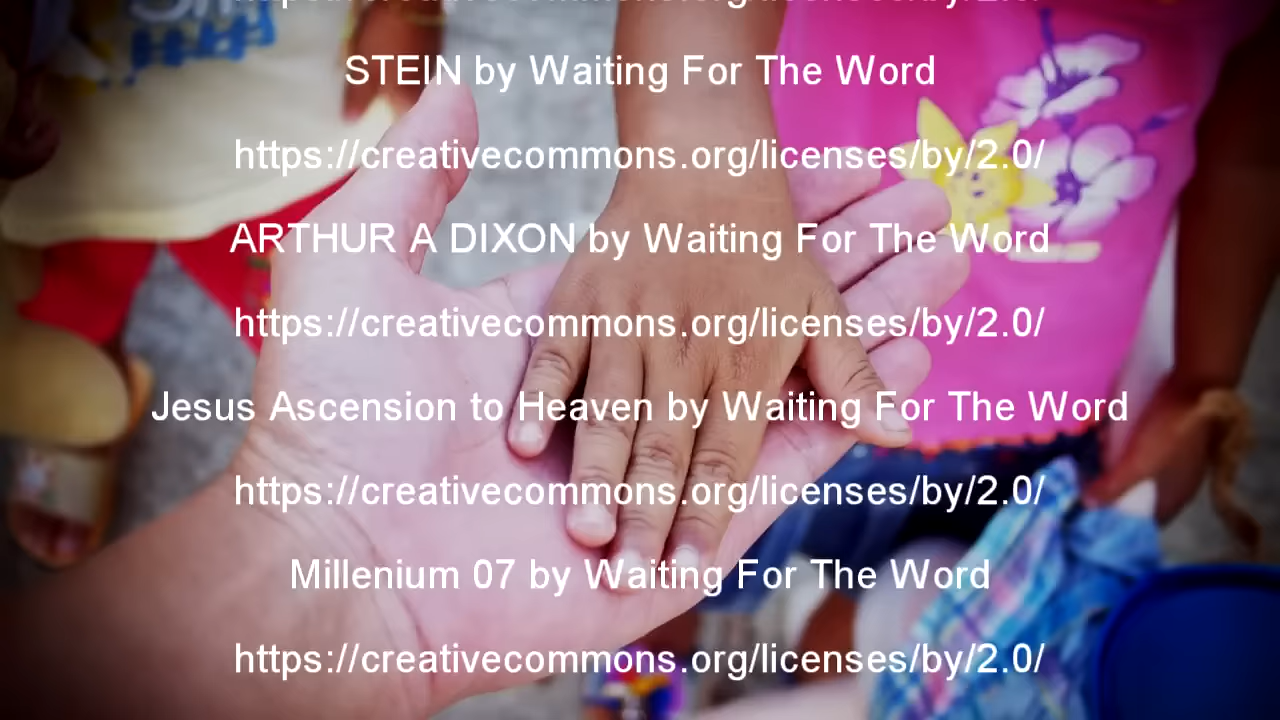 STEIN by Waiting For The Word
https://creativecommons.org/licenses/by/2.0/
ARTHUR A DIXON by Waiting For The Word
https://creativecommons.org/licenses/by/2.0/
Jesus Ascension to Heaven by Waiting For The Word
https://creativecommons.org/licenses/by/2.0/
Millenium 07 by Waiting For The Word
https://creativecommons.org/licenses/by/2.0/